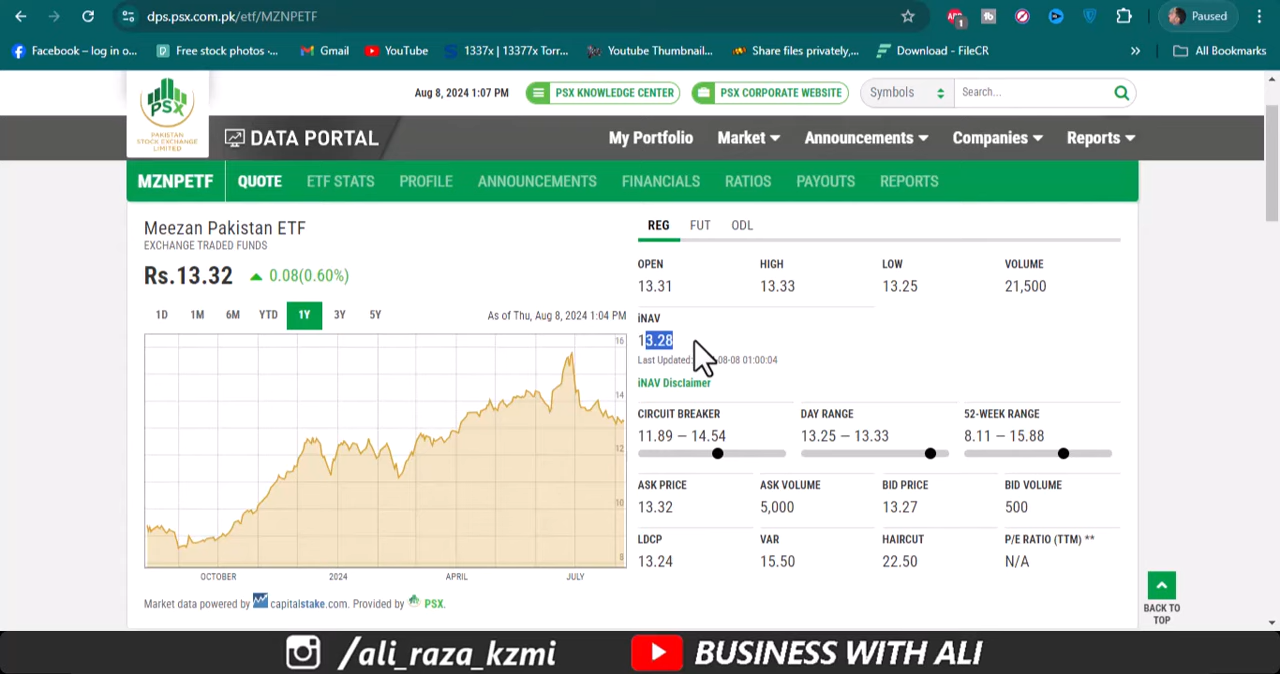 dps.psx.com.pk/etf/MZNPETF
1
Paused
Facebook – log in o...
Free stock photos ·...
Gmail
YouTube
1337x | 13377x Torr...
Youtube Thumbnail...
Share files privately,...
Download - FileCR
»
All Bookmarks
PSX
PAKISTAN
STOCK EXCHANGE
LIMITED
Aug 8, 2024 1:07 PM
PSX KNOWLEDGE CENTER
PSX CORPORATE WEBSITE
Symbols
Search...
DATA PORTAL
My Portfolio
Market
Announcements
Companies
Reports
MZNPETF
QUOTE
ETF STATS
PROFILE
ANNOUNCEMENTS
FINANCIALS
RATIOS
PAYOUTS
REPORTS
Meezan Pakistan ETF
EXCHANGE TRADED FUNDS
Rs.13.32
0.08(0.60%)
1D 1M 6M YTD 1Y 3Y 5Y
As of Thu, Aug 8, 2024 1:04 PM
16
14
12
10
8
OCTOBER 2024 APRIL JULY
Market data powered by capitalstake.com. Provided by PSX.
REG FUT ODL
OPEN HIGH LOW VOLUME
13.31 13.33 13.25 21,500
iNAV
13.28
Last Updated: 08-08 01:00:04
iNAV Disclaimer
CIRCUIT BREAKER DAY RANGE 52-WEEK RANGE
11.89 — 14.54 13.25 — 13.33 8.11 — 15.88
ASK PRICE ASK VOLUME BID PRICE BID VOLUME
13.32 5,000 13.27 500
LDCP VAR HAIRCUT P/E RATIO (TTM) **
13.24 15.50 22.50 N/A
BACK TO
TOP
/ali_raza_kzmi
BUSINESS WITH ALI